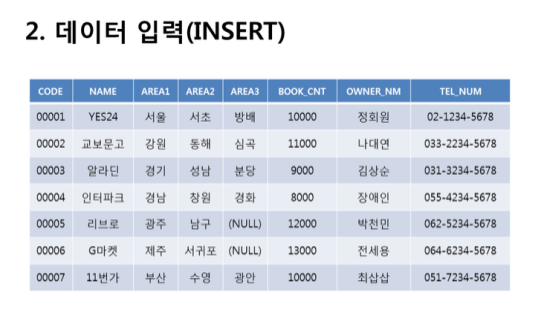 2. 데이터 입력(INSERT)
CODE NAME AREA1 AREA2 AREA3 BOOK_CNT OWNER_NM TEL_NUM
00001 YES24 서울 서초 방배 10000 정회원 02-1234-5678
00002 교보문고 강원 동해 심곡 11000 나대연 033-2234-5678
00003 알라딘 경기 성남 분당 9000 김상순 031-3234-5678
00004 인터파크 경남 창원 경화 8000 장애인 055-4234-5678
00005 리브로 광주 남구 (NULL) 12000 박천민 062-5234-5678
00006 G마켓 제주 서귀포 (NULL) 13000 전세용 064-6234-5678
00007 11번가 부산 수영 광안 10000 최삽삽 051-7234-5678